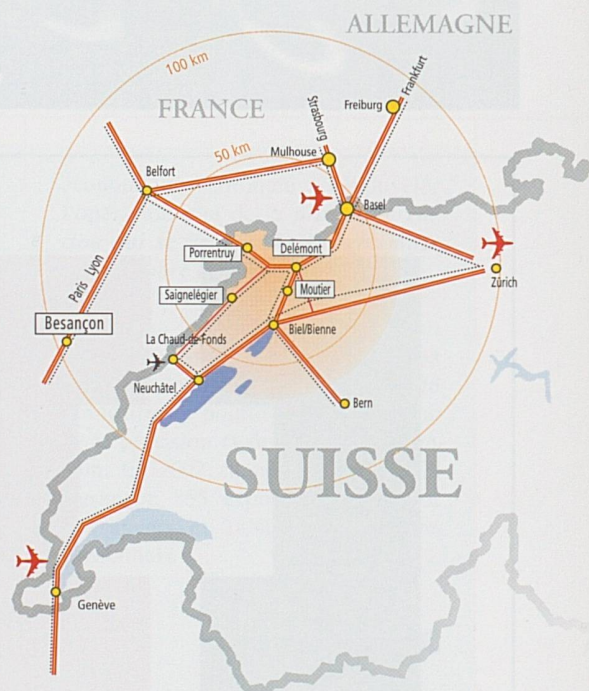 ALLEMAGNE
100 km
FRANCE
Frankfurt
Freiburg
Strasbourg
50 km
Mulhouse
Belfort
Basel
Porrentruy
Delémont
Zürich
Paris Lyon
Saignelégier
Moutier
Besançon
Biel/Bienne
La Chaud-de-Fonds
Neuchâtel
Bern
SUISSE
Genève